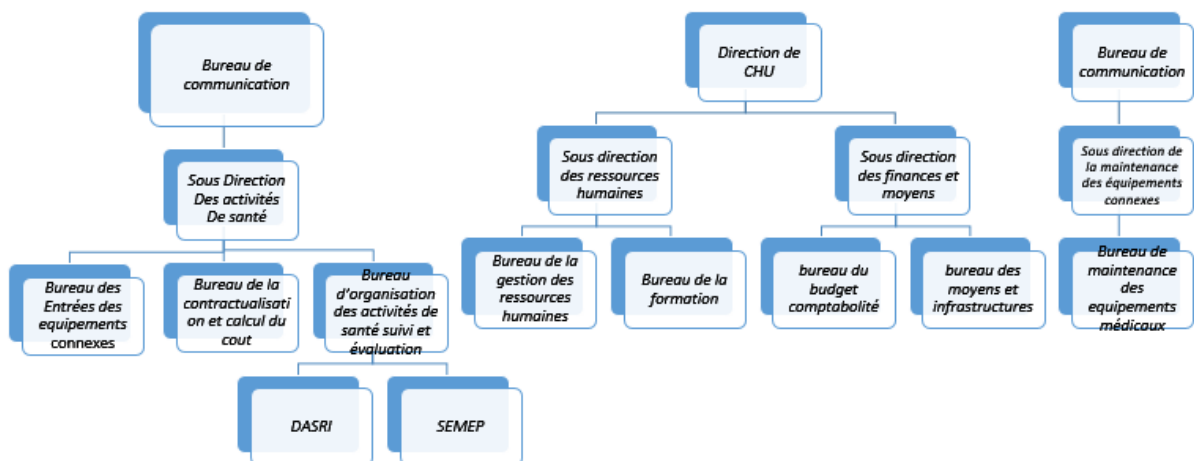 Bureau de
communication
Sous Direction
Des activités
De santé
Bureau des
Entrées des
equipements
connexes
Bureau de la
contractualisati
on et calcul du
cout
Bureau
d'organisation
des activités de
santé suivi et
évaluation
DASRI
SEMEP
Direction de
CHU
Sous direction
des ressources
humaines
Sous direction
des finances et
moyens
Bureau de la
gestion des
ressources
humaines
Bureau de la
formation
bureau du
budget
comptabolité
bureau des
moyens et
infrastructures
Bureau de
communication
Sous direction de
la maintenance
des équipements
connexes
Bureau de
maintenance
des
equipements
médicaux